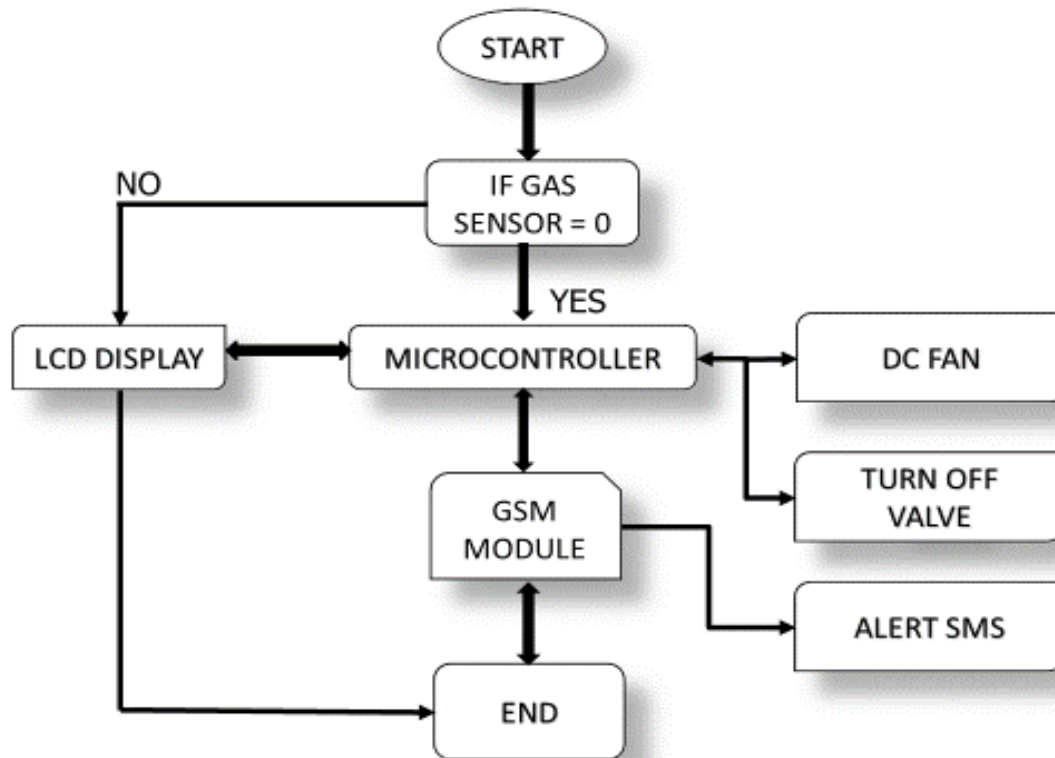 START
IF GAS
SENSOR = 0
NO
YES
LCD DISPLAY
MICROCONTROLLER
DC FAN
GSM
MODULE
TURN OFF
VALVE
ALERT SMS
END